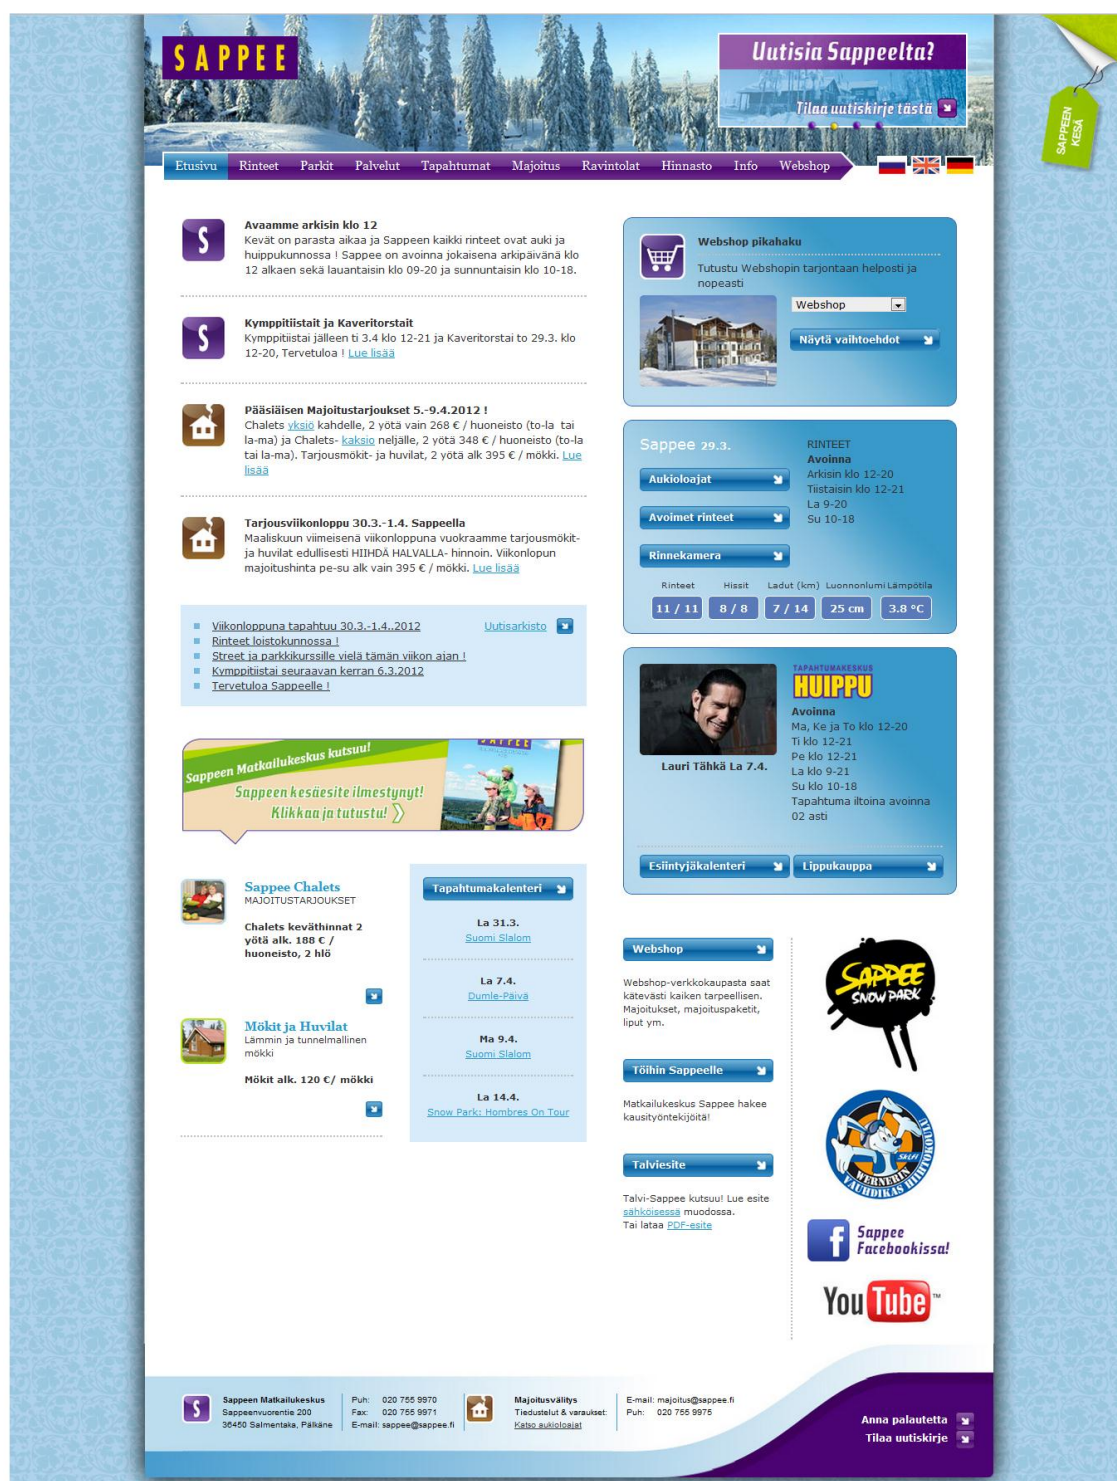 SAPPEE
Uutisia Sappeelta?
Tilaa uutiskirje tästä
SAPPEEN
KESÄ
Etusivu Rinteet Parkit Palvelut Tapahtumat Majoitus Ravintolat Hinnasto Info Webshop
Avaamme arkisin klo 12
Kevät on parasta aikaa ja Sappeen kaikki rinteet ovat auki ja
huippukunnossa ! Sappee on avoinna jokaisena arkipäivänä klo
12 alkaen sekä lauantaisin klo 09-20 ja sunnuntaisin klo 10-18.
Kymppitiistait ja Kaveritorstait
Kymppitiistai jälleen ti 3.4 klo 12-21 ja Kaveritorstai to 29.3. klo
12-20, Tervetuloa ! Lue lisää
Pääsiäisen Majoitustarjoukset 5.-9.4.2012 !
Chalets yksiö kahdelle, 2 yötä vain 268 € / huoneisto (to-la tai
la-ma) ja Chalets- kaksio neljälle, 2 yötä 348 € / huoneisto (to-la
tai la-ma). Tarjousmökit- ja huvilat, 2 yötä alk 395 € / mökki. Lue
lisää
Tarjousviikonloppu 30.3.-1.4. Sappeella
Maaliskuun viimeisenä viikonloppuna vuokraamme tarjousmökit-
ja huvilat edullisesti HIIHDÄ HALVALLA- hinnoin. Viikonlopun
majoitushinta pe-su alk vain 395 € / mökki. Lue lisää
Viikonloppuna tapahtuu 30.3.-1.4..2012
Uutisarkisto
Rinteet loistokunnossa !
Street ja parkkikurssille vielä tämän viikon ajan !
Kymppitiistai seuraavan kerran 6.3.2012
Tervetuloa Sappeelle !
Sappeen Matkailukeskus kutsuu!
Sappeen kesäesite ilmestynyt!
Klikkaa ja tutustu!
SAPPEE
Sappee Chalets
MAJOITUSTARJOUKSET
Chalets keväthinnat 2
yötä alk. 188 € /
huoneisto, 2 hlö
Mökit ja Huvilat
Lämmin ja tunnelmallinen
mökki
Mökit alk. 120 €/ mökki
Tapahtumakalenteri
La 31.3.
Suomi Slalom
La 7.4.
Dumle-Päivä
Ma 9.4.
Suomi Slalom
La 14.4.
Snow Park: Hombres On Tour
Webshop pikahaku
Tutustu Webshopin tarjontaan helposti ja
nopeasti
Webshop
Näytä vaihtoehdot
Sappee 29.3.
Aukioloajat
Avoimet rinteet
Rinnekamera
RINTEET
Avoinna
Arkisin klo 12-20
Tiistaisin klo 12-21
La 9-20
Su 10-18
Rinteet Hissit Ladut (km) Luonnonlumi Lämpötila
11 / 11 8 / 8 7 / 14 25 cm 3.8 °C
Lauri Tähkä La 7.4.
TAPAHTUMAKESKUS
HUIPPU
Avoinna
Ma, Ke ja To klo 12-20
Ti klo 12-21
Pe klo 12-21
La klo 9-21
Su klo 10-18
Tapahtuma iltoina avoinna
02 asti
Esiintyjäkalenteri
Lippukauppa
Webshop
Webshop-verkkokaupasta saat
kätevästi kaiken tarpeellisen.
Majoitukset, majoituspaketit,
liput ym.
Töihin Sappeelle
Matkailukeskus Sappee hakee
kausityöntekijöitä!
Talviesite
Talvi-Sappee kutsuu! Lue esite
sähköisessä muodossa.
Tai lataa PDF-esite
SAPPEE
SNOW PARK
SKI.FI
WERNERIN
VAUHDIKAS HIIHTOKOULU
f Sappee
Facebookissa!
YouTube™
S
Sappeen Matkailukeskus
Sappeenvuorentie 200
36450 Salmentaka, Pälkäne
Puh: 020 755 9970
Fax: 020 755 9971
E-mail: sappee@sappee.fi
Majoitusvälitys
Tiedustelut & varaukset:
Katso aukioloajat
E-mail: majoitus@sappee.fi
Puh: 020 755 9975
Anna palautetta
Tilaa uutiskirje